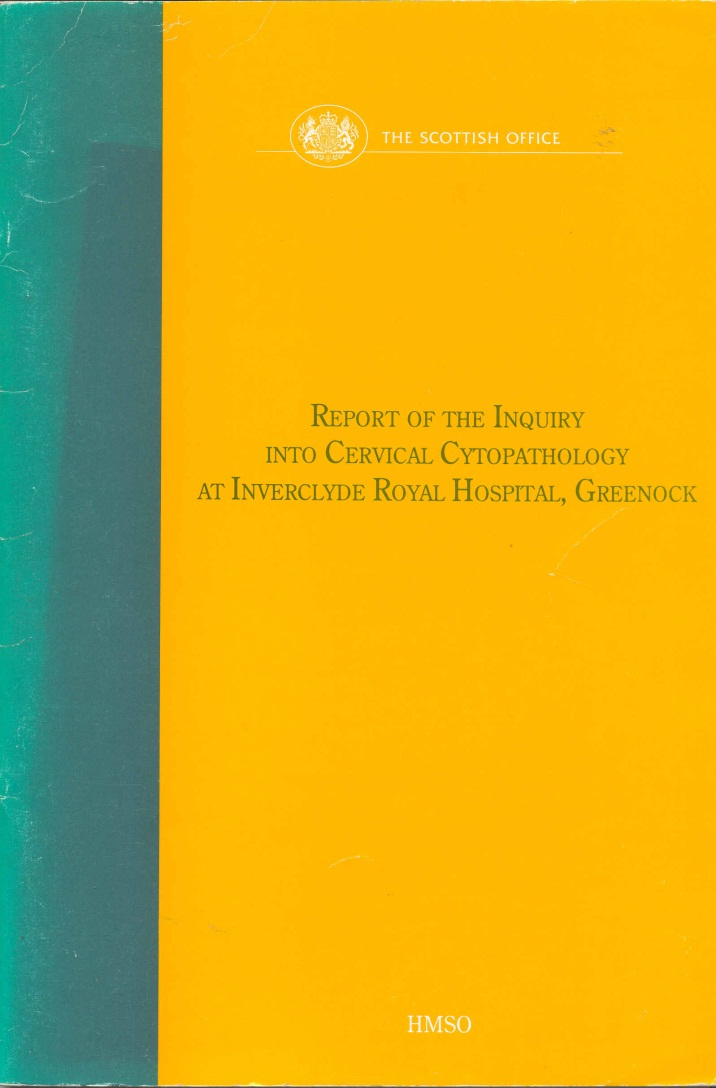 THE SCOTTISH OFFICE
REPORT OF THE INQUIRY
INTO CERVICAL CYTOPATHOLOGY
AT INVERCLYDE ROYAL HOSPITAL, GREENOCK
HMSO